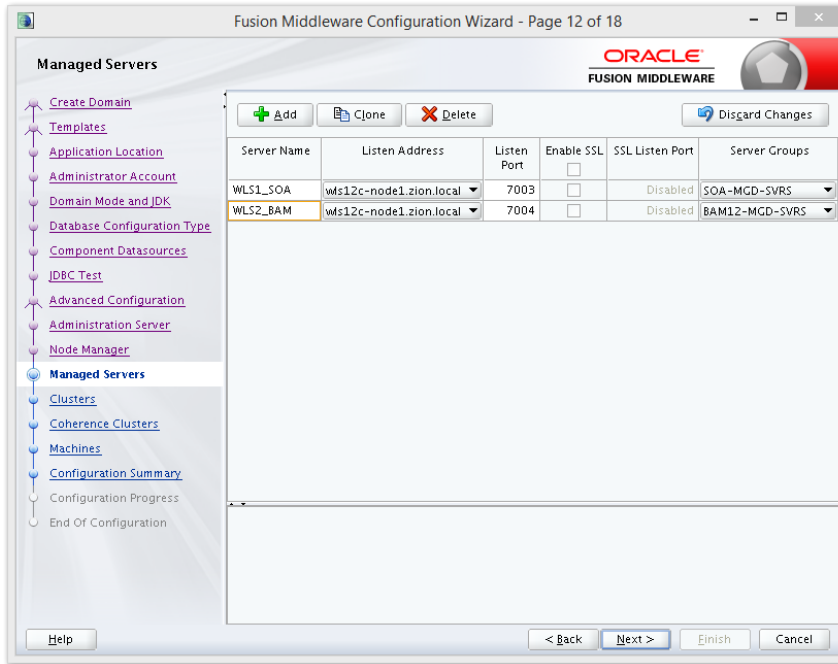 Fusion Middleware Configuration Wizard - Page 12 of 18
Managed Servers
ORACLE
FUSION MIDDLEWARE
Create Domain
Templates
Application Location
Administrator Account
Domain Mode and JDK
Database Configuration Type
Component Datasources
JDBC Test
Advanced Configuration
Administration Server
Node Manager
Managed Servers
Clusters
Coherence Clusters
Machines
Configuration Summary
Configuration Progress
End Of Configuration
Add Clone Delete Discard Changes
Server Name Listen Address Listen Port Enable SSL SSL Listen Port Server Groups
WLS1_SOA wls12c-node1.zion.local 7003 Disabled SOA-MGD-SVRS
WLS2_BAM wls12c-node1.zion.local 7004 Disabled BAM12-MGD-SVRS
Help < Back Next > Finish Cancel